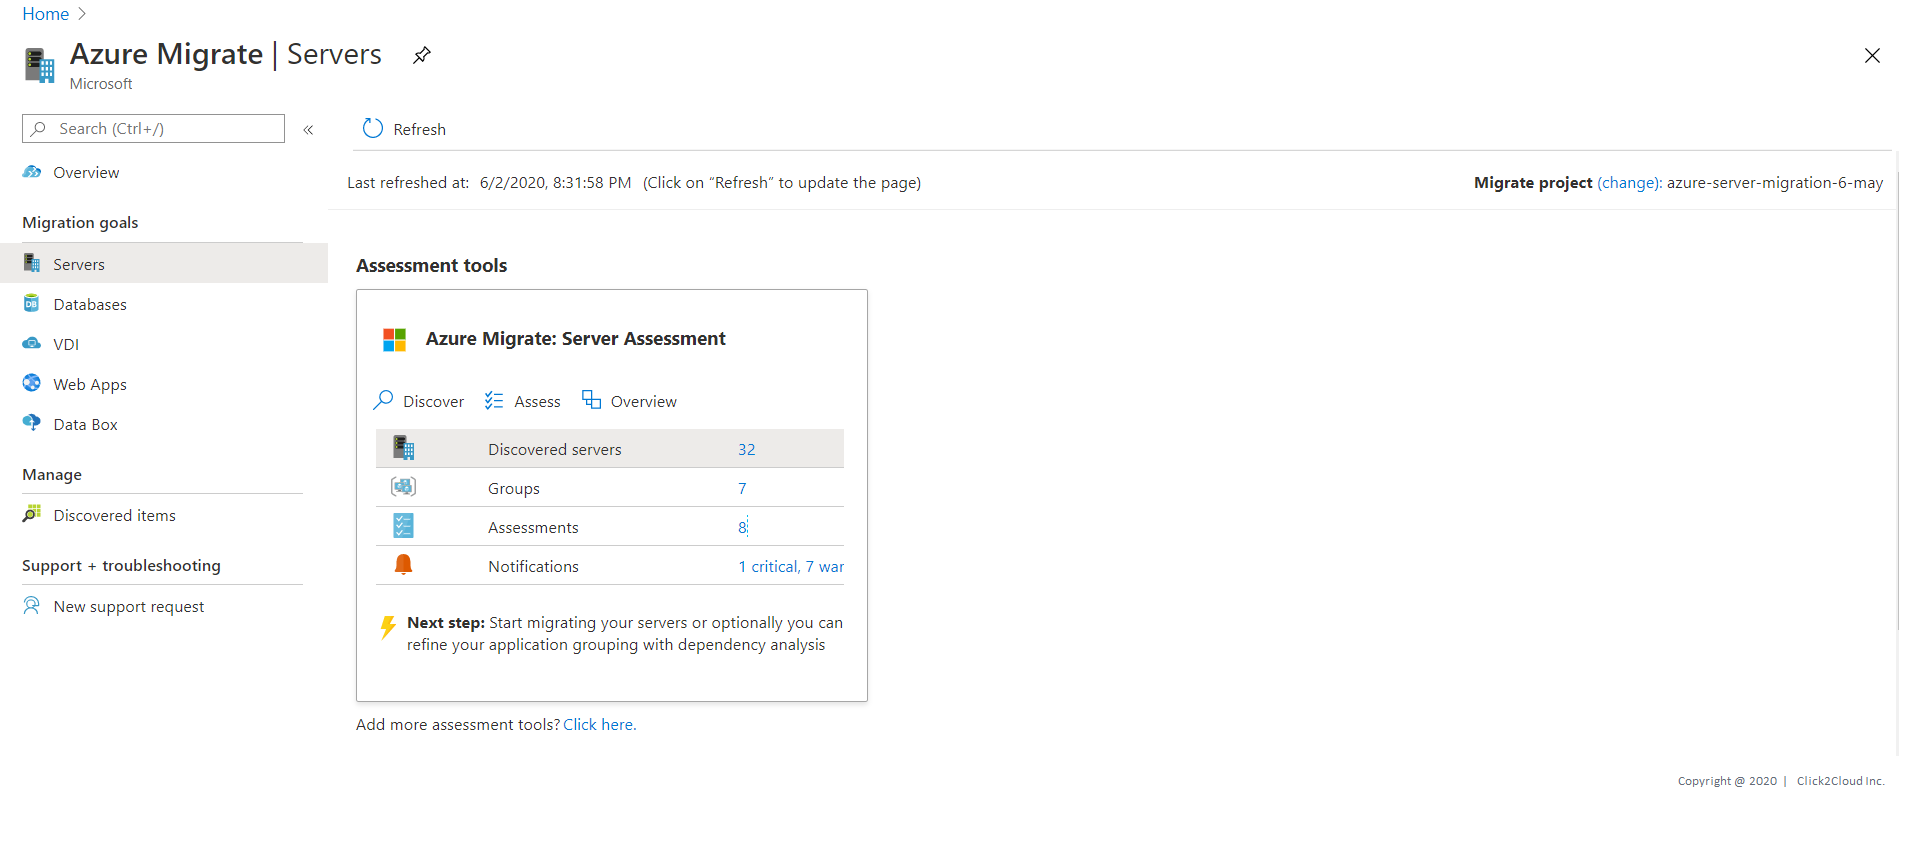 Home
Azure Migrate | Servers
Microsoft
Search (Ctrl+/)
«
Refresh
Overview
Last refreshed at: 6/2/2020, 8:31:58 PM (Click on “Refresh” to update the page)
Migrate project (change): azure-server-migration-6-may
Migration goals
Servers
Databases
VDI
Web Apps
Data Box
Manage
Discovered items
Support + troubleshooting
New support request
Assessment tools
Azure Migrate: Server Assessment
Discover Assess Overview
Discovered servers 32
Groups 7
Assessments 8
Notifications 1 critical, 7 war
Next step: Start migrating your servers or optionally you can
refine your application grouping with dependency analysis
Add more assessment tools? Click here.
Copyright @ 2020 | Click2Cloud Inc.